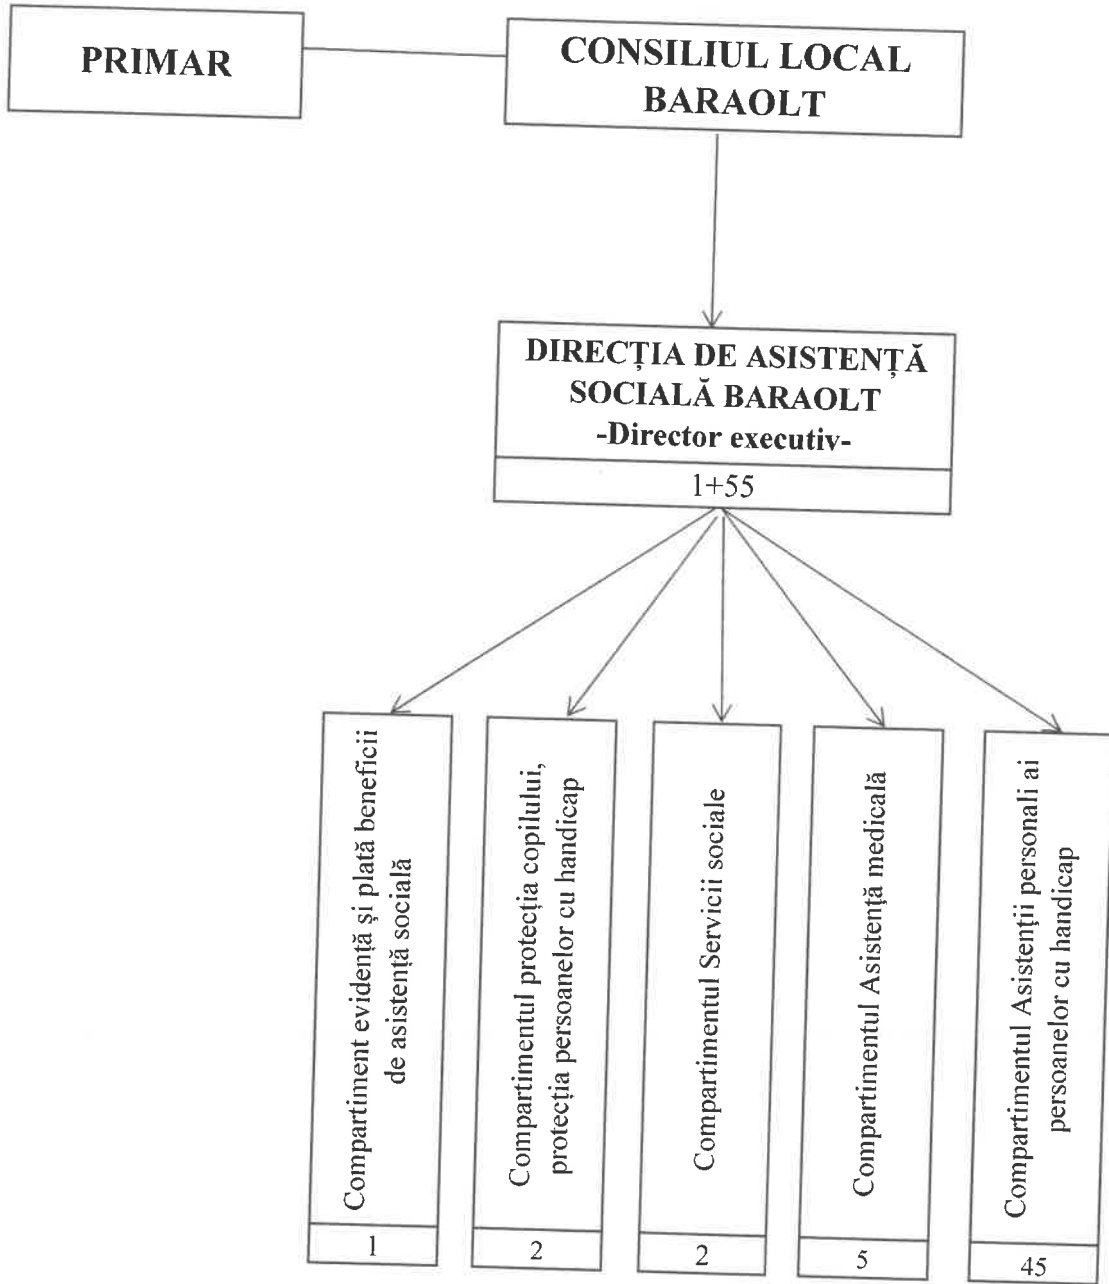 PRIMAR
CONSILIUL LOCAL
BARAOLT
DIRECȚIA DE ASISTENȚĂ
SOCIALĂ BARAOLT
-Director executiv-
1+55
Compartiment evidență și plată beneficii
de asistență socială
1
Compartimentul protecția copilului,
protecția persoanelor cu handicap
2
Compartimentul Servicii sociale
2
Compartimentul Asistență medicală
5
Compartimentul Asistenții personali ai
persoanelor cu handicap
45